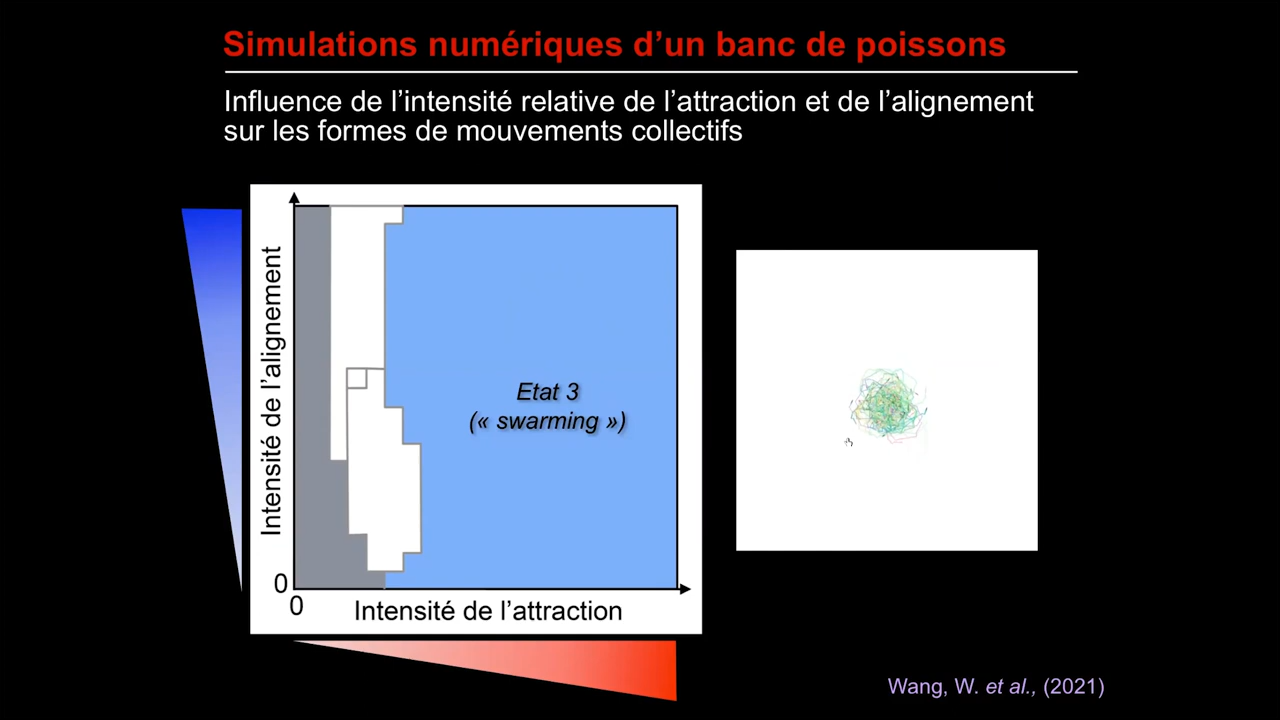 Simulations numériques d’un banc de poissons
Influence de l’intensité relative de l’attraction et de l’alignement
sur les formes de mouvements collectifs
Intensité de l’alignement
Etat 3
(« swarming »)
0
0
Intensité de l’attraction
Wang, W. et al., (2021)